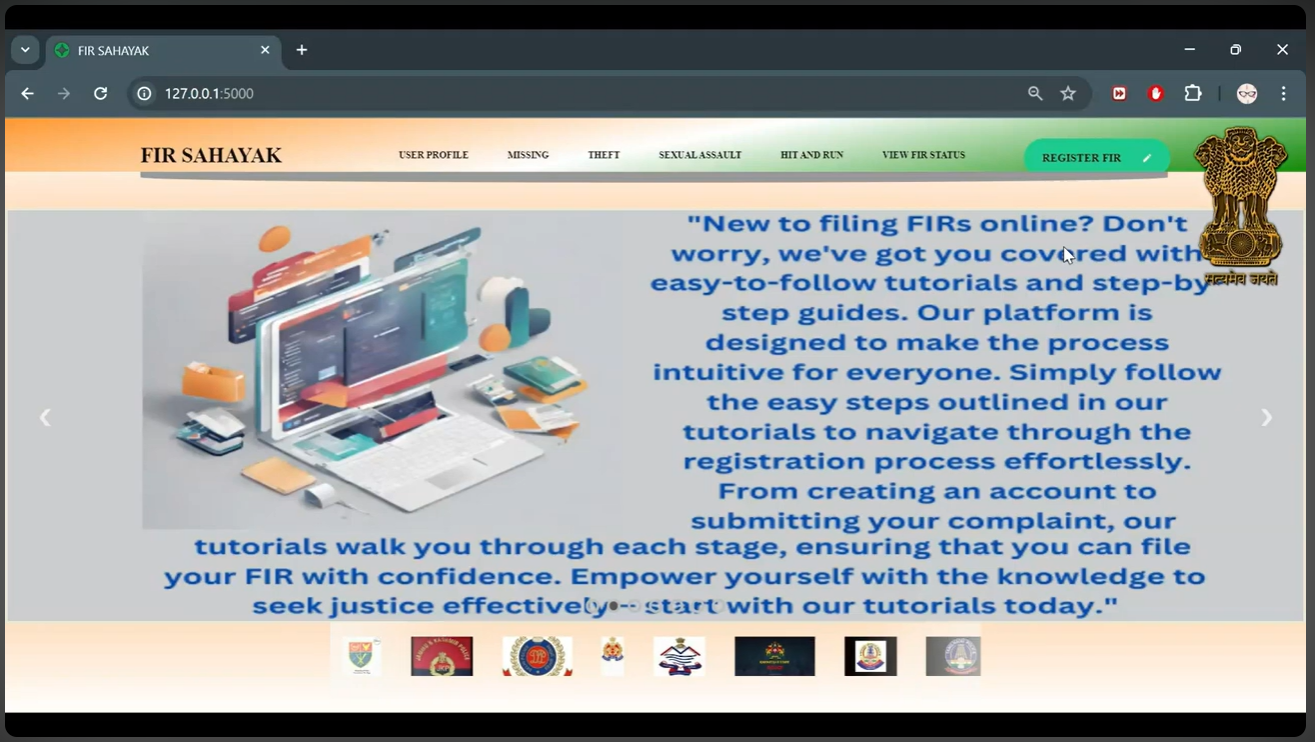 FIR SAHAYAK
127.0.0.1:5000
FIR SAHAYAK
USER PROFILE
MISSING
THEFT
SEXUAL ASSAULT
HIT AND RUN
VIEW FIR STATUS
REGISTER FIR
सत्यमेव जयते
"New to filing FIRs online? Don't
worry, we've got you covered with
easy-to-follow tutorials and step-by-
step guides. Our platform is
designed to make the process
intuitive for everyone. Simply follow
the easy steps outlined in our
tutorials to navigate through the
registration process effortlessly.
From creating an account to
submitting your complaint, our
tutorials walk you through each stage, ensuring that you can file
your FIR with confidence. Empower yourself with the knowledge to
seek justice effectively – start with our tutorials today."